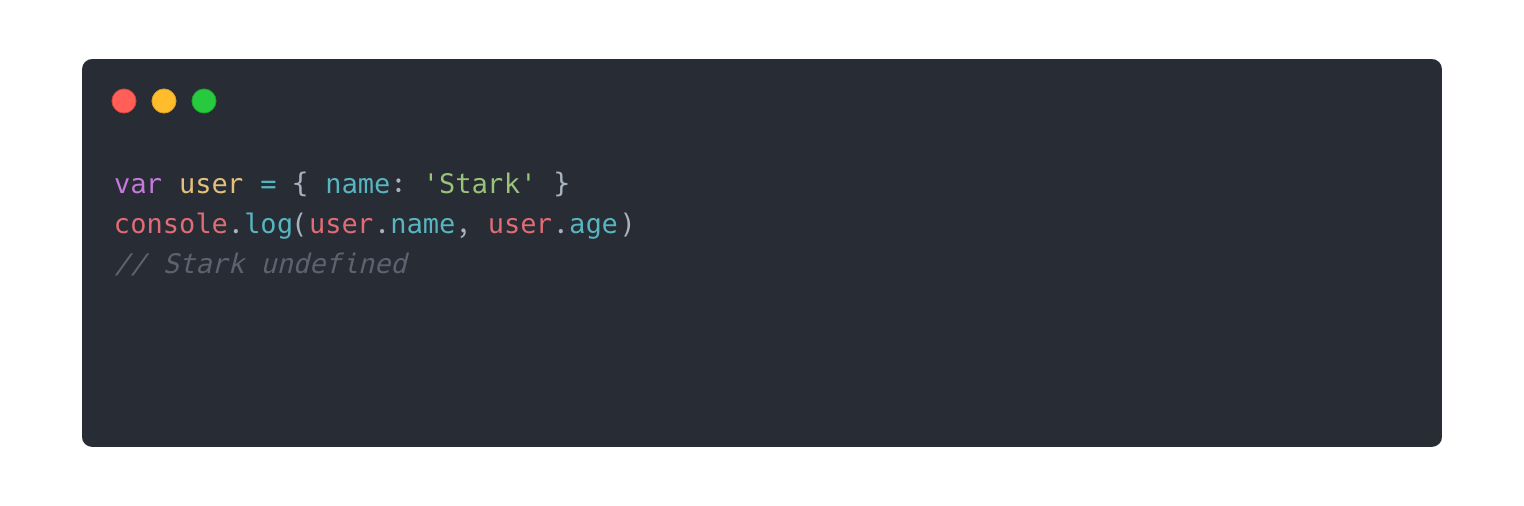 var user = { name: 'Stark' }
console.log(user.name, user.age)
// Stark undefined